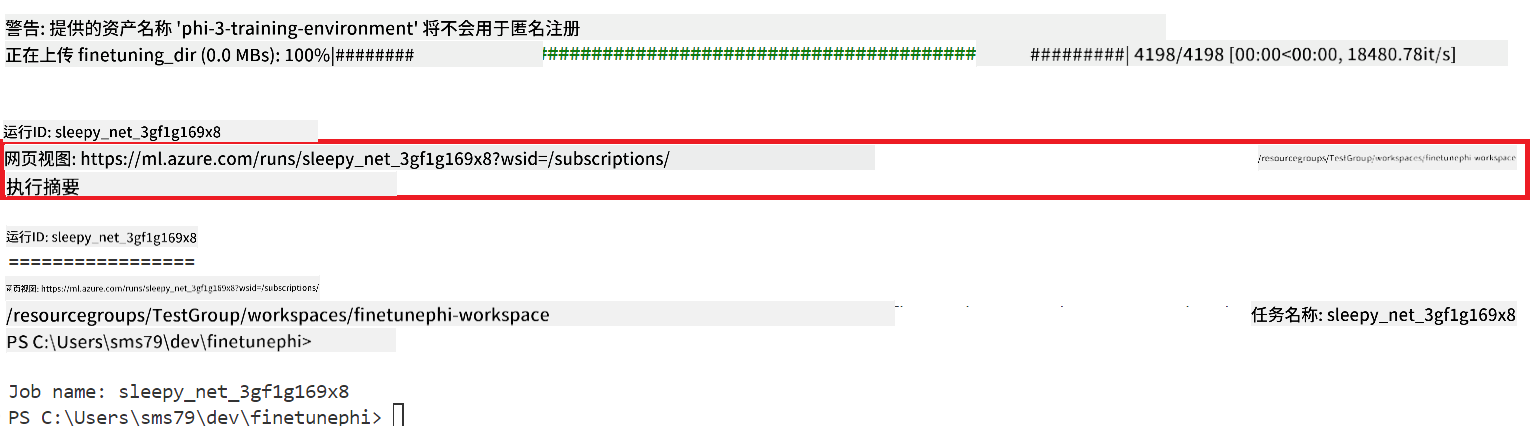 警告: 提供的资产名称 'phi-3-training-environment' 将不会用于匿名注册
正在上传 finetuning_dir (0.0 MBs): 100%|######## ####################################### #########| 4198/4198 [00:00<00:00, 18480.78it/s]
运行ID: sleepy_net_3gf1g169x8
网页视图: https://ml.azure.com/runs/sleepy_net_3gf1g169x8?wsid=/subscriptions/ /resourcegroups/TestGroup/workspaces/finetunephi-workspace
执行摘要
运行ID: sleepy_net_3gf1g169x8
=================
网页视图: https://ml.azure.com/runs/sleepy_net_3gf1g169x8?wsid=/subscriptions/
/resourcegroups/TestGroup/workspaces/finetunephi-workspace 任务名称: sleepy_net_3gf1g169x8
PS C:\Users\sms79\dev\finetunephi>
Job name: sleepy_net_3gf1g169x8
PS C:\Users\sms79\dev\finetunephi>